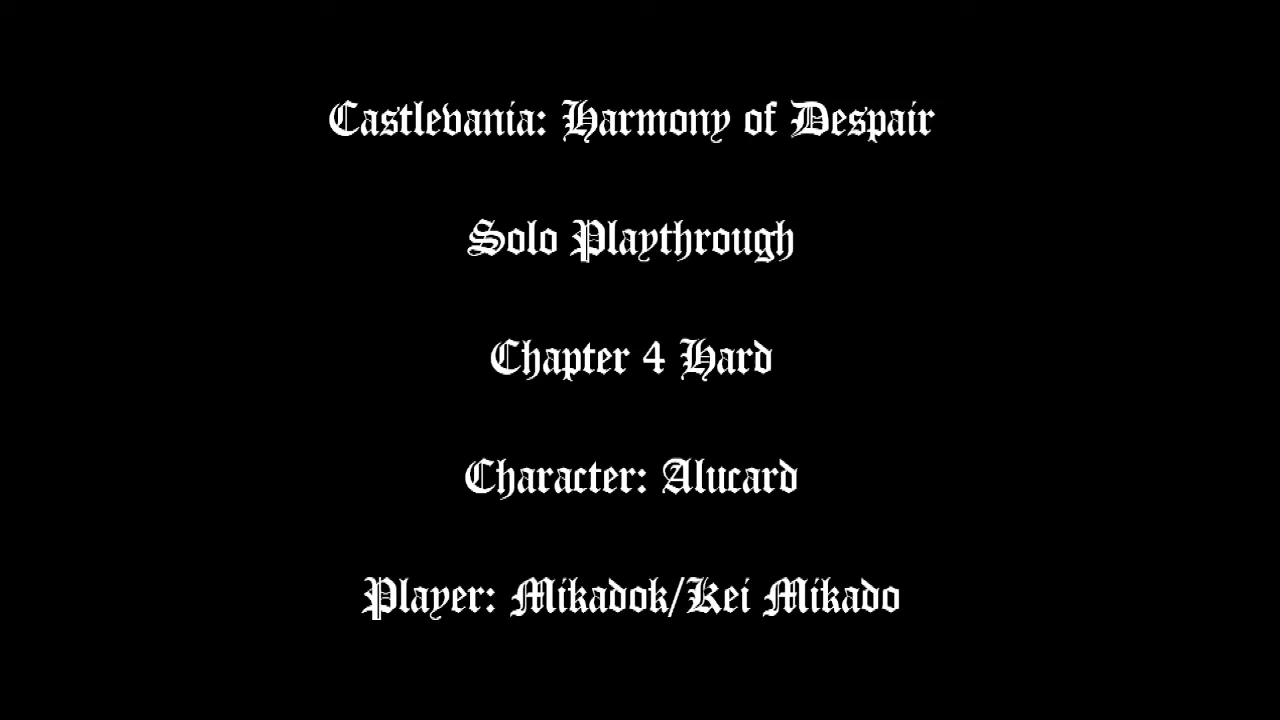 Castlevania: Harmony of Despair
Solo Playthrough
Chapter 4 Hard
Character: Alucard
Player: Mikadok/Kei Mikado